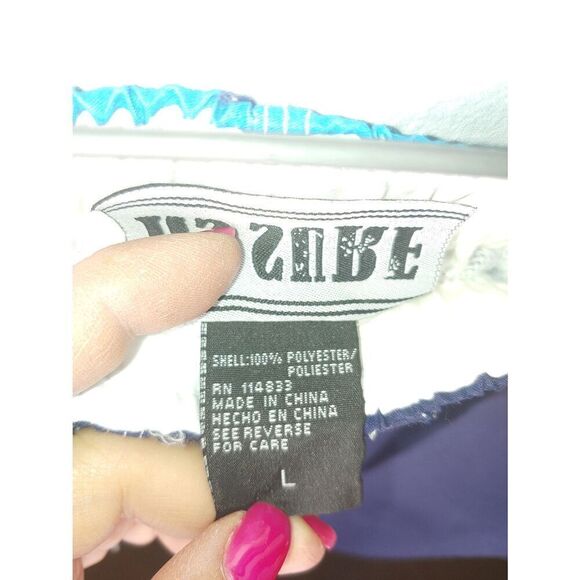 SHELL:100% POLYESTER/
POLIESTER
RN 114833
MADE IN CHINA
HECHO EN CHINA
SEE REVERSE
FOR CARE
L